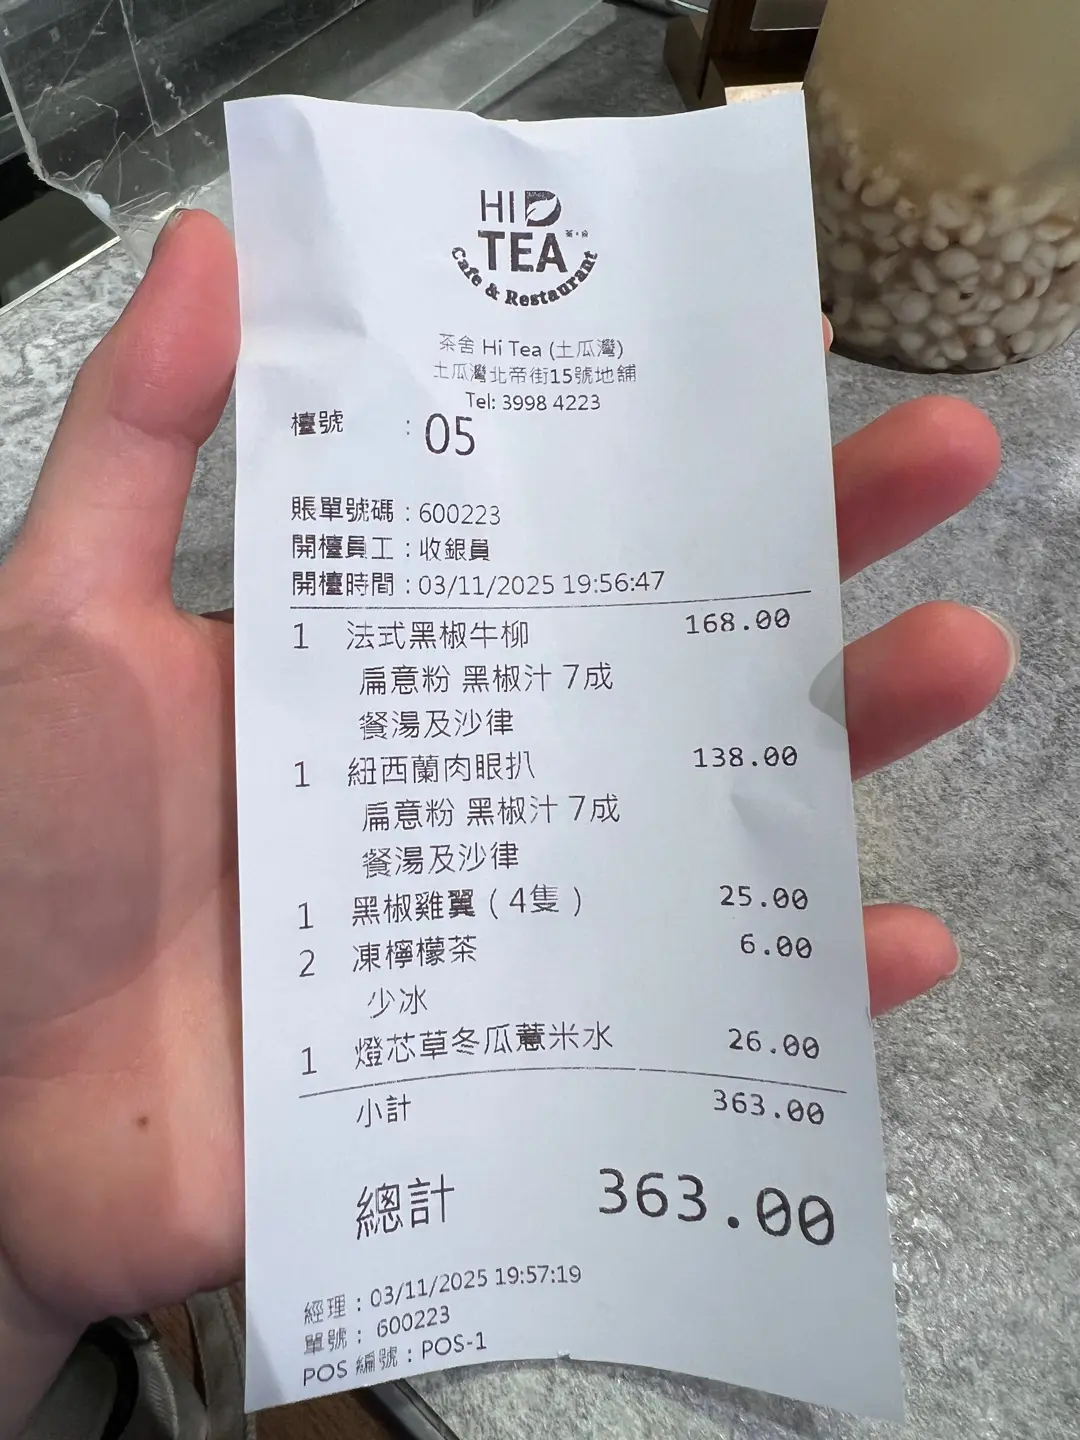 HI
TEA 茶·舍
Cafe & Restaurant
茶舍 Hi Tea (土瓜灣)
土瓜灣北帝街15號地舖
Tel: 3998 4223
檯號 : 05
賬單號碼 : 600223
開檯員工 : 收銀員
開檯時間 : 03/11/2025 19:56:47
1 法式黑椒牛柳 168.00
扁意粉 黑椒汁 7成
餐湯及沙律
1 紐西蘭肉眼扒 138.00
扁意粉 黑椒汁 7成
餐湯及沙律
1 黑椒雞翼 ( 4隻 ) 25.00
2 凍檸檬茶 6.00
少冰
1 燈芯草冬瓜薏米水 26.00
小計 363.00
總計 363.00
經理 : 03/11/2025 19:57:19
單號 : 600223
POS 編號 : POS-1